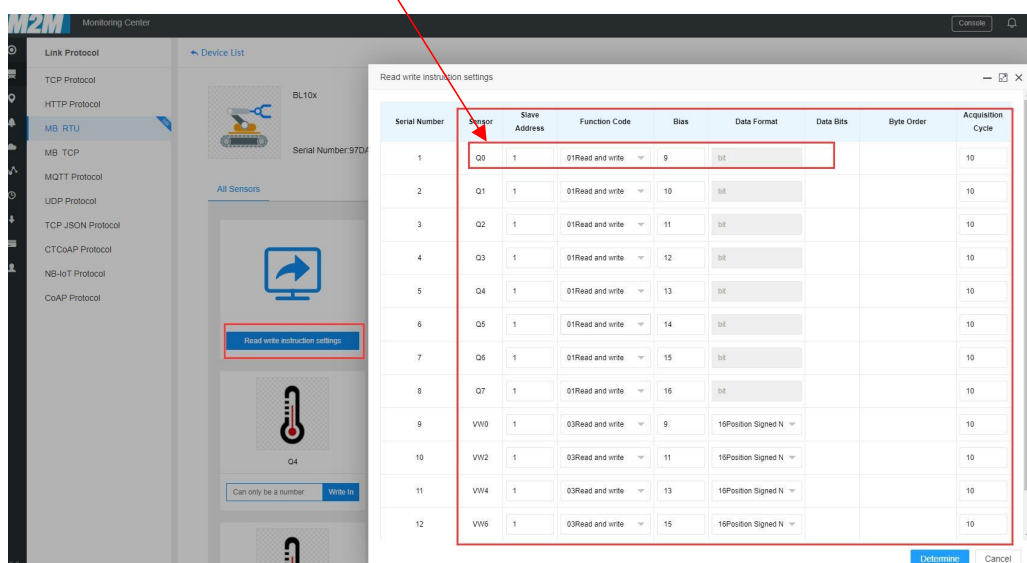 M2M Monitoring Center Console
Link Protocol
TCP Protocol
HTTP Protocol
MB RTU
MB TCP
MQTT Protocol
UDP Protocol
TCP JSON Protocol
CTCoAP Protocol
NB-IoT Protocol
CoAP Protocol
Device List
BL10x
Serial Number:97DA
All Sensors
Read write instruction settings
Q4
Can only be a number Write In
Read write instruction settings
Serial Number Sensor Slave Address Function Code Bias Data Format Data Bits Byte Order Acquisition Cycle
1 Q0 1 01Read and write 9 bit 10
2 Q1 1 01Read and write 10 bit 10
3 Q2 1 01Read and write 11 bit 10
4 Q3 1 01Read and write 12 bit 10
5 Q4 1 01Read and write 13 bit 10
6 Q5 1 01Read and write 14 bit 10
7 Q6 1 01Read and write 15 bit 10
8 Q7 1 01Read and write 16 bit 10
9 VW0 1 03Read and write 9 16Position Signed N 10
10 VW2 1 03Read and write 11 16Position Signed N 10
11 VW4 1 03Read and write 13 16Position Signed N 10
12 VW6 1 03Read and write 15 16Position Signed N 10
Determine Cancel